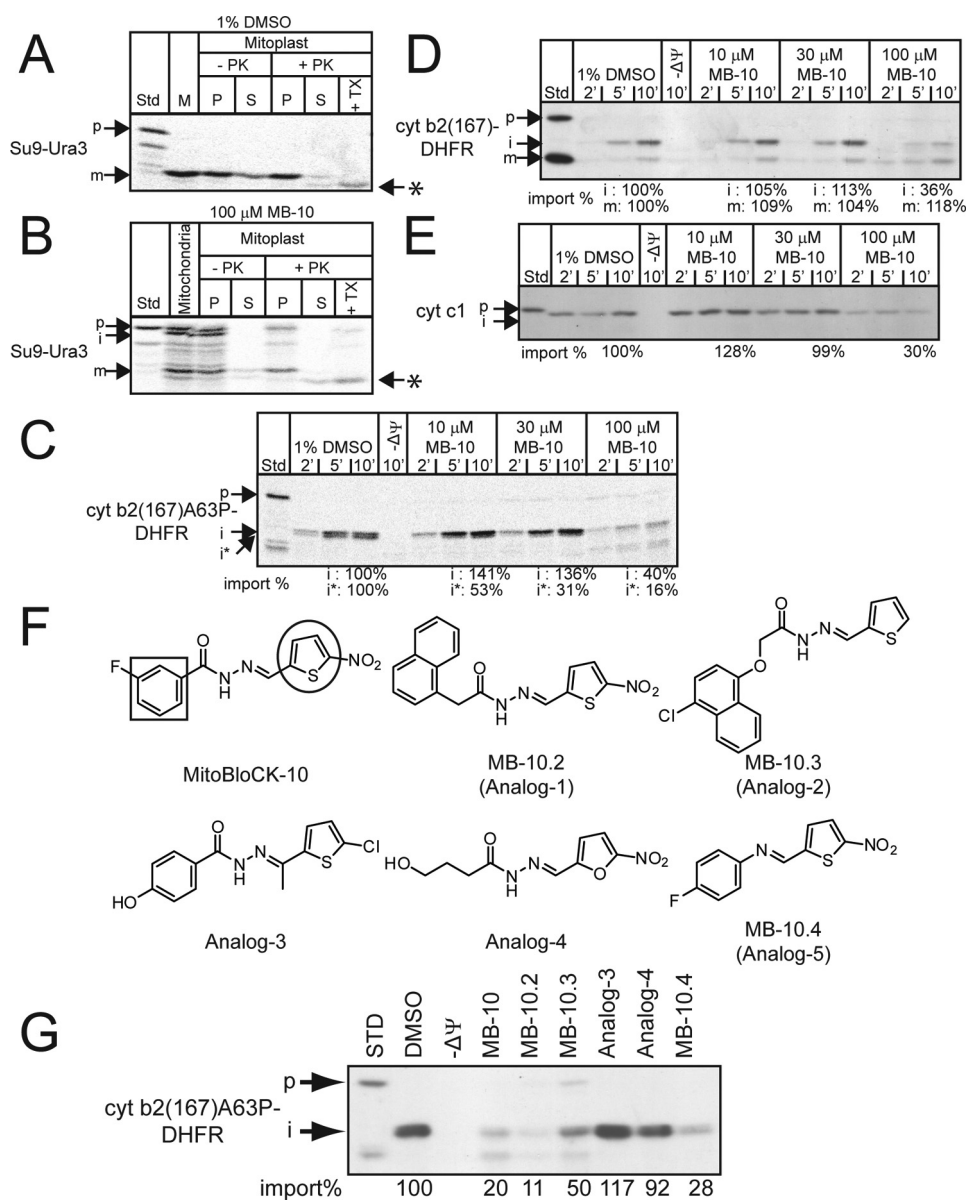 A
1% DMSO
Mitoplast
- PK
+ PK
Std
M
P
S
P
S
+ TX
p
Su9-Ura3
m
*
B
100 μM MB-10
Mitoplast
- PK
+ PK
Std
Mitochondria
P
S
P
S
+ TX
p
i
Su9-Ura3
m
*
D
1% DMSO
-ΔΨ
10 μM MB-10
30 μM MB-10
100 μM MB-10
Std 2' 5' 10' 10' 2' 5' 10' 2' 5' 10' 2' 5' 10'
p
cyt b2(167)-
DHFR
i
m
import %
i : 100% i : 105% i : 113% i : 36%
m: 100% m: 109% m: 104% m: 118%
E
1% DMSO
-ΔΨ
10 μM MB-10
30 μM MB-10
100 μM MB-10
Std 2' 5' 10' 10' 2' 5' 10' 2' 5' 10' 2' 5' 10'
cyt c1
p
i
import % 100% 128% 99% 30%
C
1% DMSO
-ΔΨ
10 μM MB-10
30 μM MB-10
100 μM MB-10
Std 2' 5' 10' 10' 2' 5' 10' 2' 5' 10' 2' 5' 10'
p
cyt b2(167)A63P-
DHFR
i
i*
import %
i : 100% i : 141% i : 136% i : 40%
i*: 100% i*: 53% i*: 31% i*: 16%
F
F
O
N
H
N
S
NO2
MitoBloCK-10
O
N
H
N
S
NO2
MB-10.2
(Analog-1)
O
O
N
H
N
S
Cl
MB-10.3
(Analog-2)
O
N
H
N
S
Cl
HO
Analog-3
HO
O
N
H
N
O
NO2
Analog-4
N
S
NO2
F
MB-10.4
(Analog-5)
G
STD
DMSO
-ΔΨ
MB-10
MB-10.2
MB-10.3
Analog-3
Analog-4
MB-10.4
p
cyt b2(167)A63P-
DHFR
i
import% 100 20 11 50 117 92 28